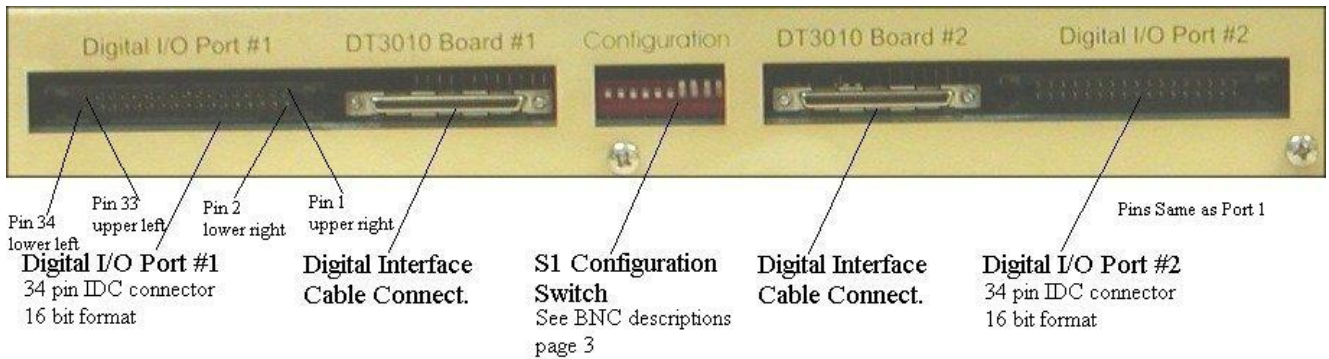 Digital I/O Port #1
DT3010 Board #1
Configuration
DT3010 Board #2
Digital I/O Port #2
Pin 34
lower left
Pin 33
upper left
Pin 2
lower right
Pin 1
upper right
Pins Same as Port 1
Digital I/O Port #1
34 pin IDC connector
16 bit format
Digital Interface
Cable Connect.
S1 Configuration
Switch
See BNC descriptions
page 3
Digital Interface
Cable Connect.
Digital I/O Port #2
34 pin IDC connector
16 bit format